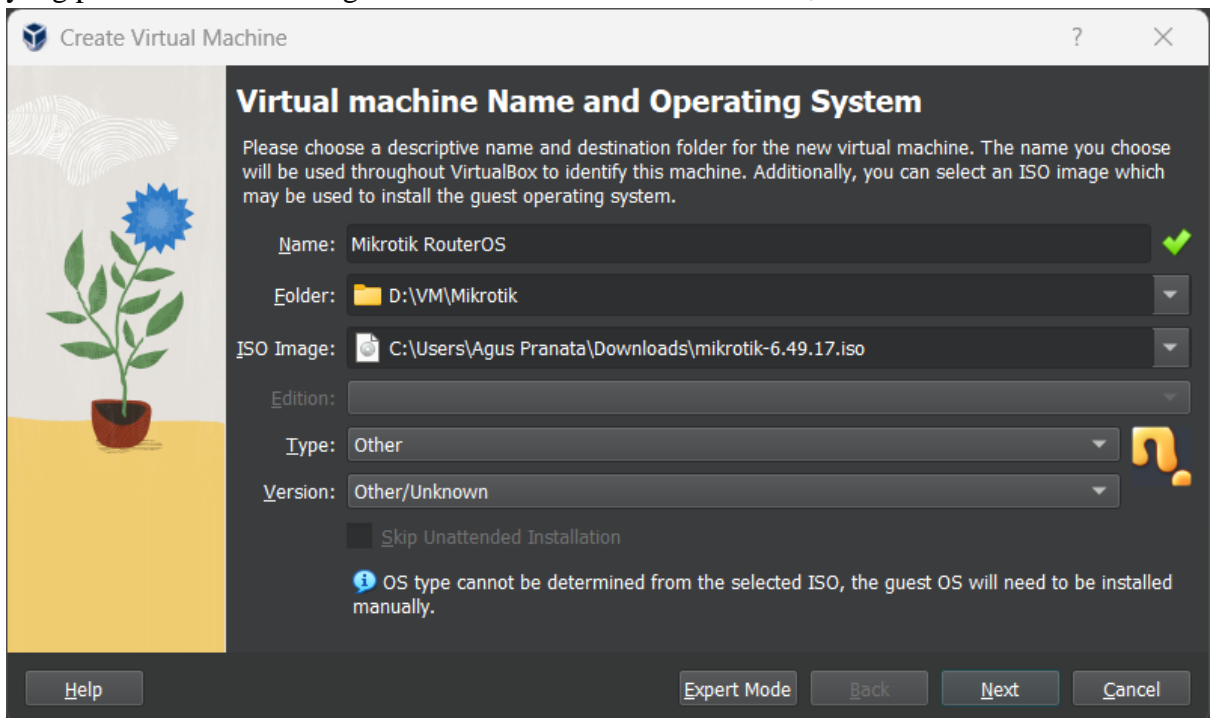 Create Virtual Machine ? ×
Virtual machine Name and Operating System
Please choose a descriptive name and destination folder for the new virtual machine. The name you choose
will be used throughout VirtualBox to identify this machine. Additionally, you can select an ISO image which
may be used to install the guest operating system.
Name: Mikrotik RouterOS
Folder: D:\VM\Mikrotik
ISO Image: C:\Users\Agus Pranata\Downloads\mikrotik-6.49.17.iso
Edition:
Type: Other
Version: Other/Unknown
Skip Unattended Installation
OS type cannot be determined from the selected ISO, the guest OS will need to be installed
manually.
Help Expert Mode Back Next Cancel